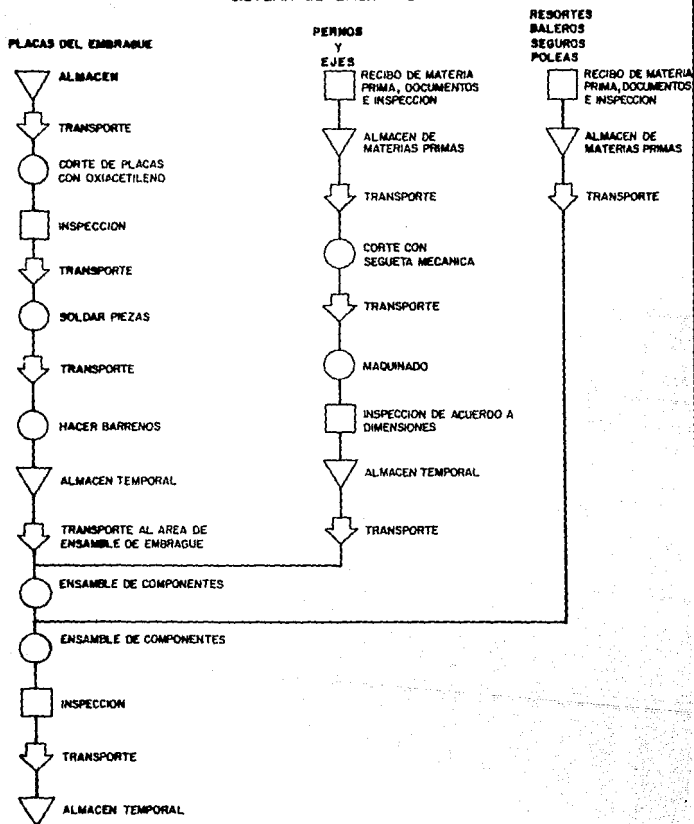 PLACAS DEL EMBRAGUE
ALMACEN
TRANSPORTE
CORTE DE PLACAS
CON OXIACETILENO
INSPECCION
TRANSPORTE
SOLDAR PIEZAS
TRANSPORTE
HACER BARRENOS
ALMACEN TEMPORAL
TRANSPORTE AL AREA DE
ENSAMBLE DE EMBRAGUE
ENSAMBLE DE COMPONENTES
ENSAMBLE DE COMPONENTES
INSPECCION
TRANSPORTE
ALMACEN TEMPORAL
PERNOS
Y
EJES
RECIBO DE MATERIA
PRIMA, DOCUMENTOS
E INSPECCION
ALMACEN DE
MATERIAS PRIMAS
TRANSPORTE
CORTE CON
SEGUETA MECANICA
TRANSPORTE
MAQUINADO
INSPECCION DE ACUERDO A
DIMENSIONES
ALMACEN TEMPORAL
TRANSPORTE
RESORTES
BALEROS
SEGUROS
POLEAS
RECIBO DE MATERIA
PRIMA, DOCUMENTOS
E INSPECCION
ALMACEN DE
MATERIAS PRIMAS
TRANSPORTE